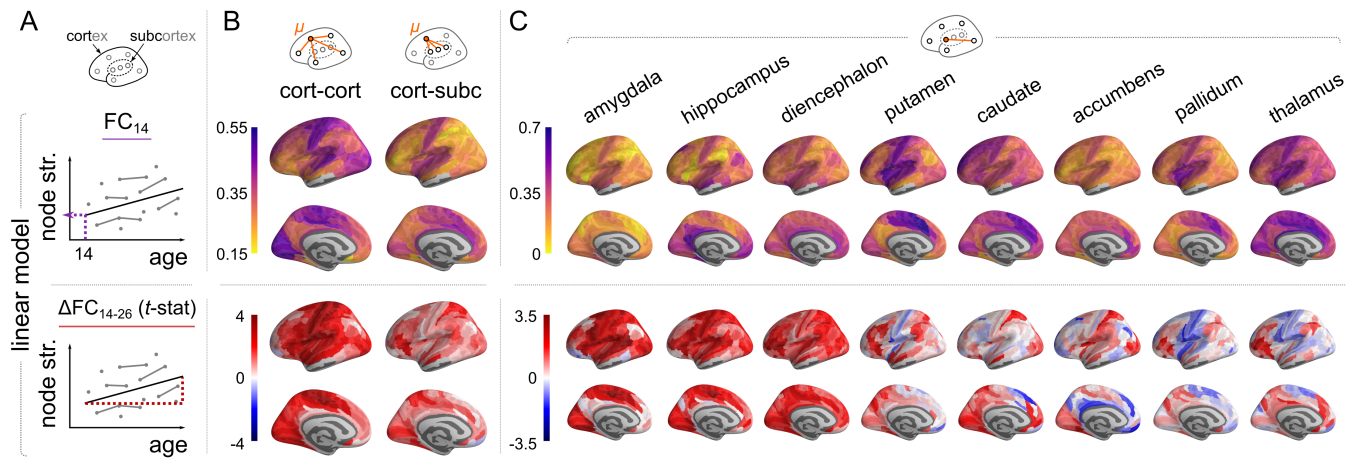 A
cortex
subcortex
linear model
FC14
node str.
14
age
ΔFC14-26 (t-stat)
node str.
age
B
μ
μ
cort-cort
cort-subc
0.55
0.35
0.15
4
0
-4
C
amygdala
hippocampus
diencephalon
putamen
caudate
accumbens
pallidum
thalamus
0.7
0.35
0
3.5
0
-3.5